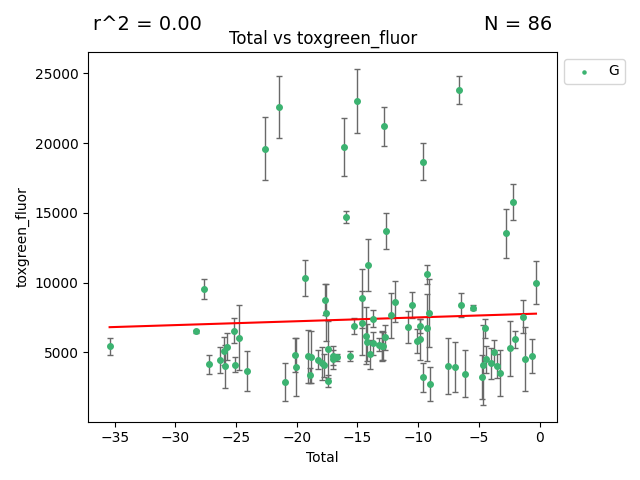 r^2 = 0.00
N = 86
Total vs toxgreen_fluor
G
25000
20000
15000
10000
5000
toxgreen_fluor
−35
−30
−25
−20
−15
−10
−5
0
Total